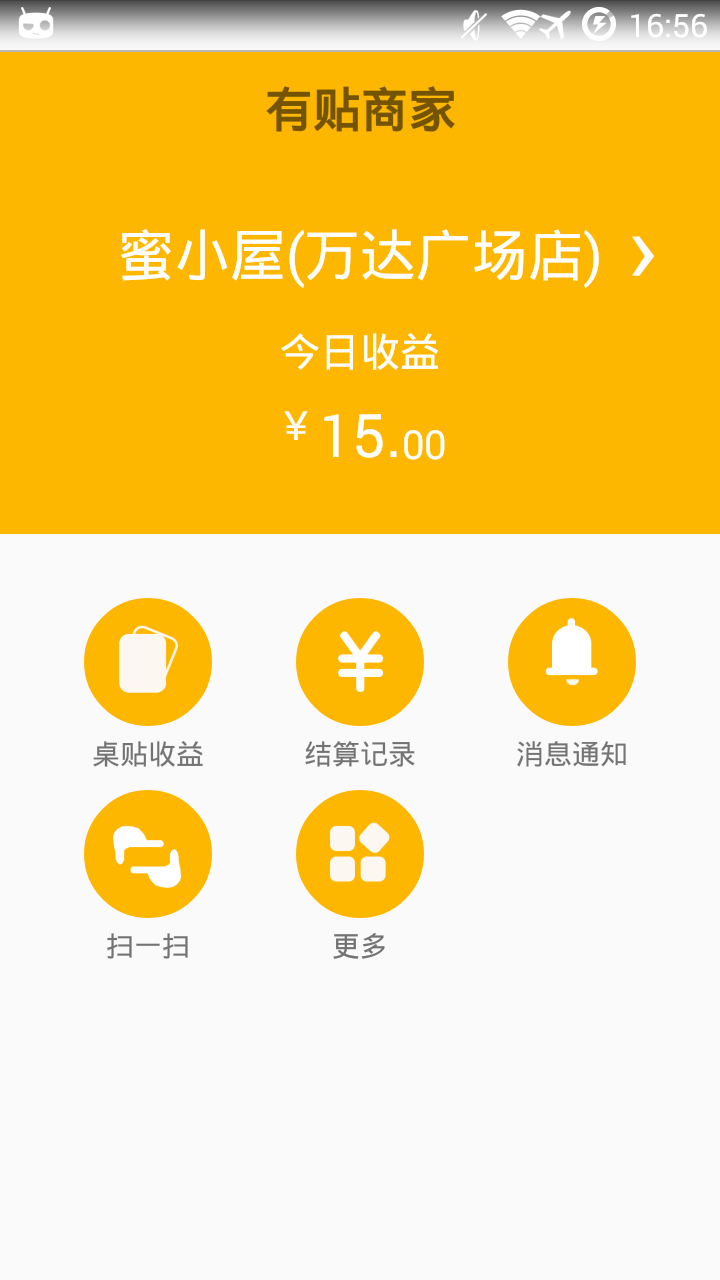 16:56
有贴商家
蜜小屋(万达广场店)
今日收益
¥ 15.00
桌贴收益 结算记录 消息通知
扫一扫 更多